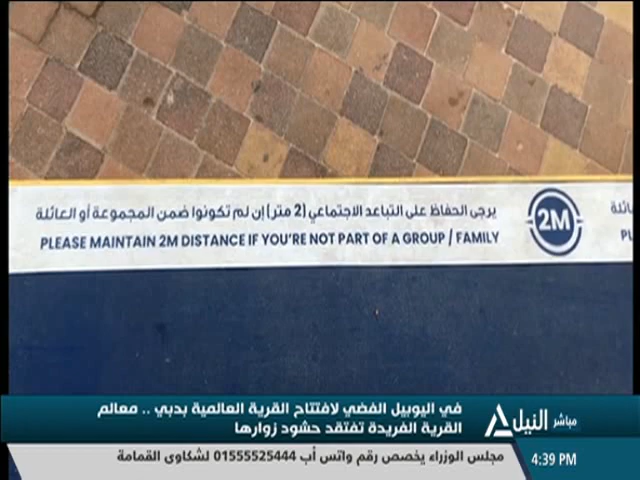 يرجى الحفاظ على التباعد الاجتماعي (2 متر) إن لم تكونوا ضمن المجموعة أو العائلة
2M
PLEASE MAINTAIN 2M DISTANCE IF YOU'RE NOT PART OF A GROUP / FAMILY
في اليوبيل الفضي لافتتاح القرية العالمية بدبي .. معالم
القرية الفريدة تفتقد حشود زوارها
النيل مباشر
مجلس الوزراء يخصص رقم واتس أب 01555525444 لشكاوى القمامة
4:39 PM